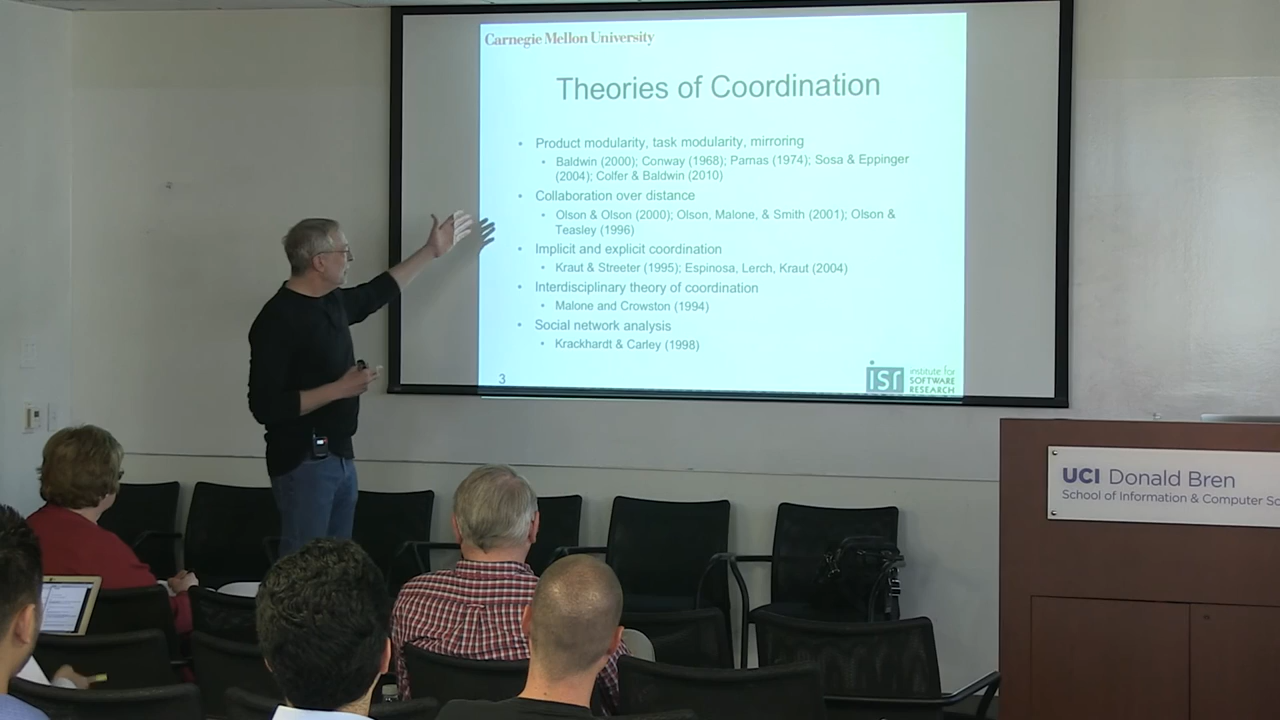 Carnegie Mellon University
Theories of Coordination
• Product modularity, task modularity, mirroring
• Baldwin (2000); Conway (1968); Parnas (1974); Sosa & Eppinger
(2004); Colfer & Baldwin (2010)
• Collaboration over distance
• Olson & Olson (2000); Olson, Malone, & Smith (2001); Olson &
Teasley (1996)
• Implicit and explicit coordination
• Kraut & Streeter (1995); Espinosa, Lerch, Kraut (2004)
• Interdisciplinary theory of coordination
• Malone and Crowston (1994)
• Social network analysis
• Krackhardt & Carley (1998)
3
isr institute for
SOFTWARE
RESEARCH
UCI Donald Bren
School of Information & Computer Sc